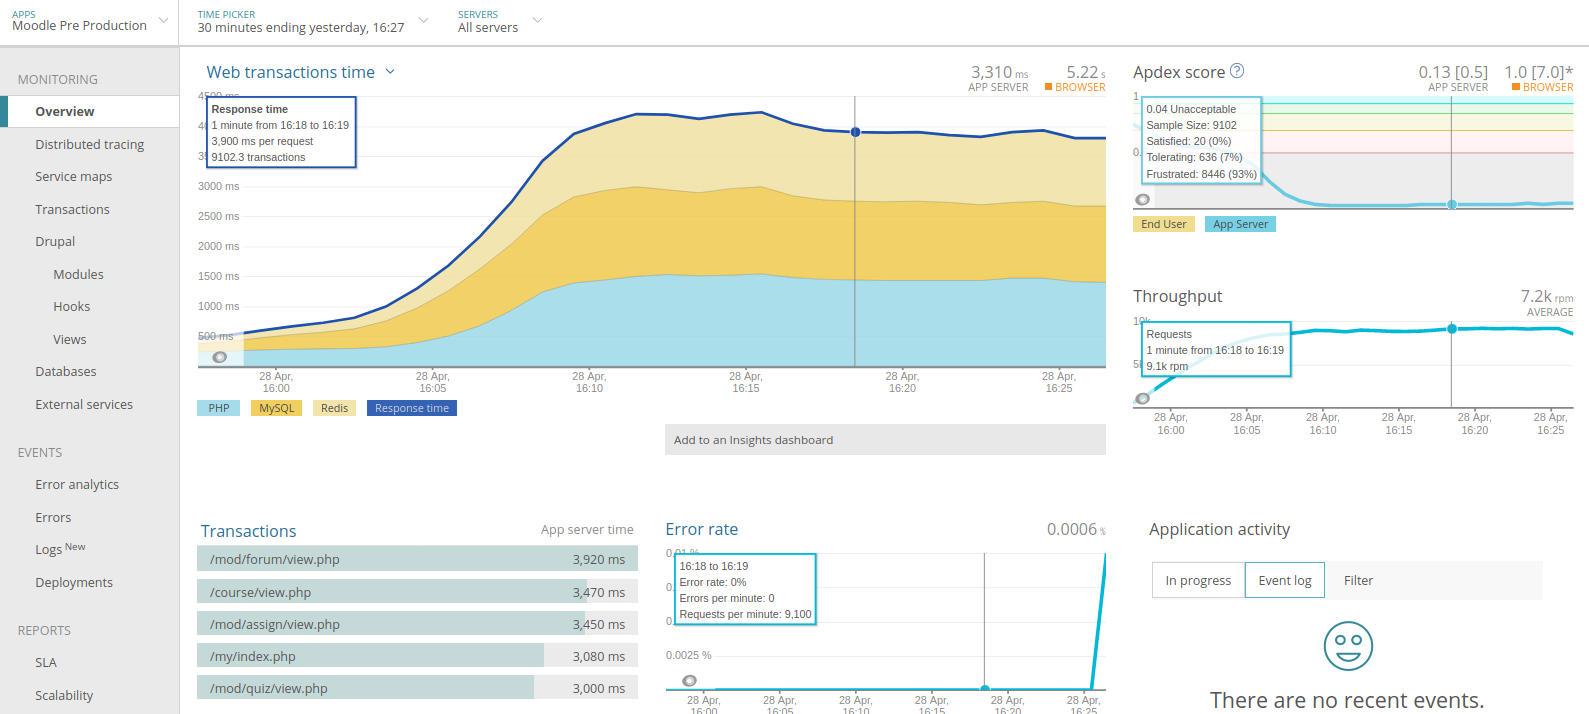 APPS
Moodle Pre Production
TIME PICKER
30 minutes ending yesterday, 16:27
SERVERS
All servers
MONITORING
Overview
Distributed tracing
Service maps
Transactions
Drupal
Modules
Hooks
Views
Databases
External services
EVENTS
Error analytics
Errors
Logs New
Deployments
REPORTS
SLA
Scalability
Web transactions time
3,310 ms
APP SERVER
5.22 s
BROWSER
4500 ms
3000 ms
2500 ms
2000 ms
1500 ms
1000 ms
500 ms
Response time
1 minute from 16:18 to 16:19
3,900 ms per request
9102.3 transactions
28 Apr, 16:00
28 Apr, 16:05
28 Apr, 16:10
28 Apr, 16:15
28 Apr, 16:20
28 Apr, 16:25
PHP
MySQL
Redis
Response time
Add to an Insights dashboard
Apdex score ?
0.13 [0.5]
APP SERVER
1.0 [7.0]*
BROWSER
1
0.04 Unacceptable
Sample Size: 9102
Satisfied: 20 (0%)
Tolerating: 636 (7%)
Frustrated: 8446 (93%)
End User
App Server
Throughput
7.2k rpm
AVERAGE
10k
Requests
1 minute from 16:18 to 16:19
9.1k rpm
28 Apr, 16:00
28 Apr, 16:05
28 Apr, 16:10
28 Apr, 16:15
28 Apr, 16:20
28 Apr, 16:25
Transactions
App server time
/mod/forum/view.php 3,920 ms
/course/view.php 3,470 ms
/mod/assign/view.php 3,450 ms
/my/index.php 3,080 ms
/mod/quiz/view.php 3,000 ms
Error rate
0.0006 %
0.01 %
16:18 to 16:19
Error rate: 0%
Errors per minute: 0
Requests per minute: 9,100
0.0025 %
28 Apr, 16:00
28 Apr, 16:05
28 Apr, 16:10
28 Apr, 16:15
28 Apr, 16:20
28 Apr, 16:25
Application activity
In progress
Event log
Filter
There are no recent events.